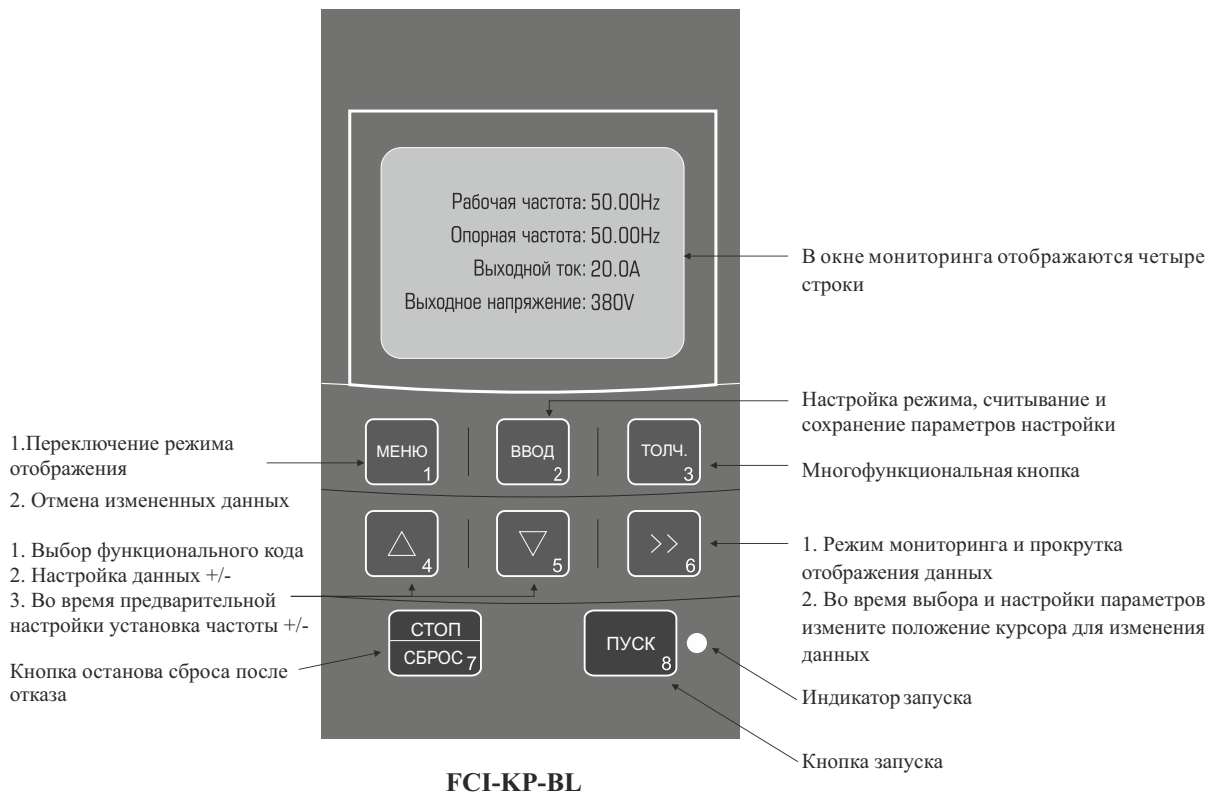 Рабочая частота: 50.00Hz
Опорная частота: 50.00Hz
Выходной ток: 20.0A
Выходное напряжение: 380V
В окне мониторинга отображаются четыре
строки
Настройка режима, считывание и
сохранение параметров настройки
1.Переключение режима
отображения
2. Отмена измененных данных
МЕНЮ
1
ВВОД
2
ТОЛЧ.
3
Многофункциональная кнопка
1. Выбор функционального кода
2. Настройка данных +/-
3. Во время предварительной
настройки установка частоты +/-
4
5
>>
6
1. Режим мониторинга и прокрутка
отображения данных
2. Во время выбора и настройки параметров
измените положение курсора для изменения
данных
Кнопка останова сброса после
отказа
СТОП
СБРОС 7
ПУСК
8
Индикатор запуска
Кнопка запуска
FCI-KP-BL